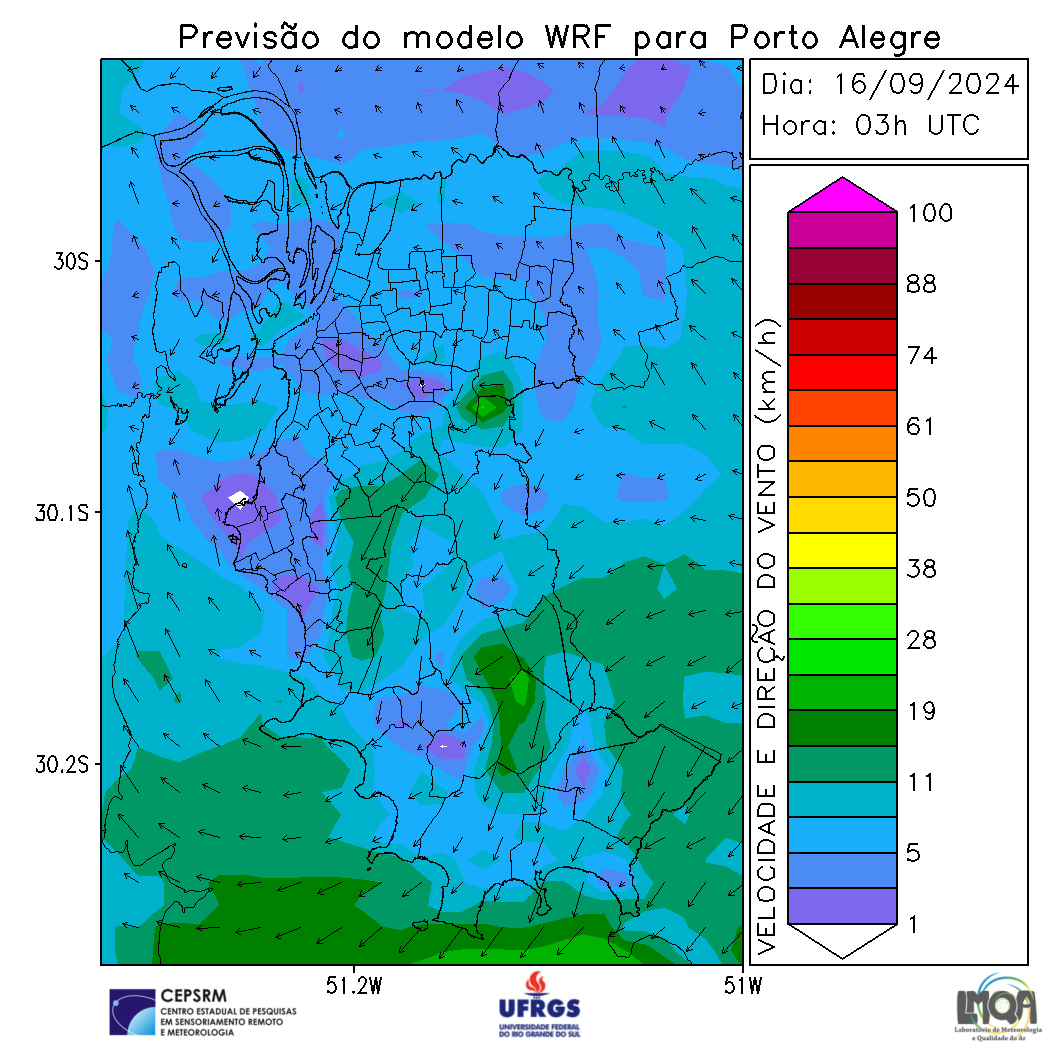 Previsão do modelo WRF para Porto Alegre
Dia: 16/09/2024
Hora: 03h UTC
30S
30.1S
30.2S
51.2W
51W
100
88
74
61
50
38
28
19
11
5
1
VELOCIDADE E DIREÇÃO DO VENTO (km/h)
CEPSRM
CENTRO ESTADUAL DE PESQUISAS
EM SENSORIAMENTO REMOTO
E METEOROLOGIA
UFRGS
UNIVERSIDADE FEDERAL
DO RIO GRANDE DO SUL
LMQA
Laboratório de Meteorologia
e Qualidade do Ar